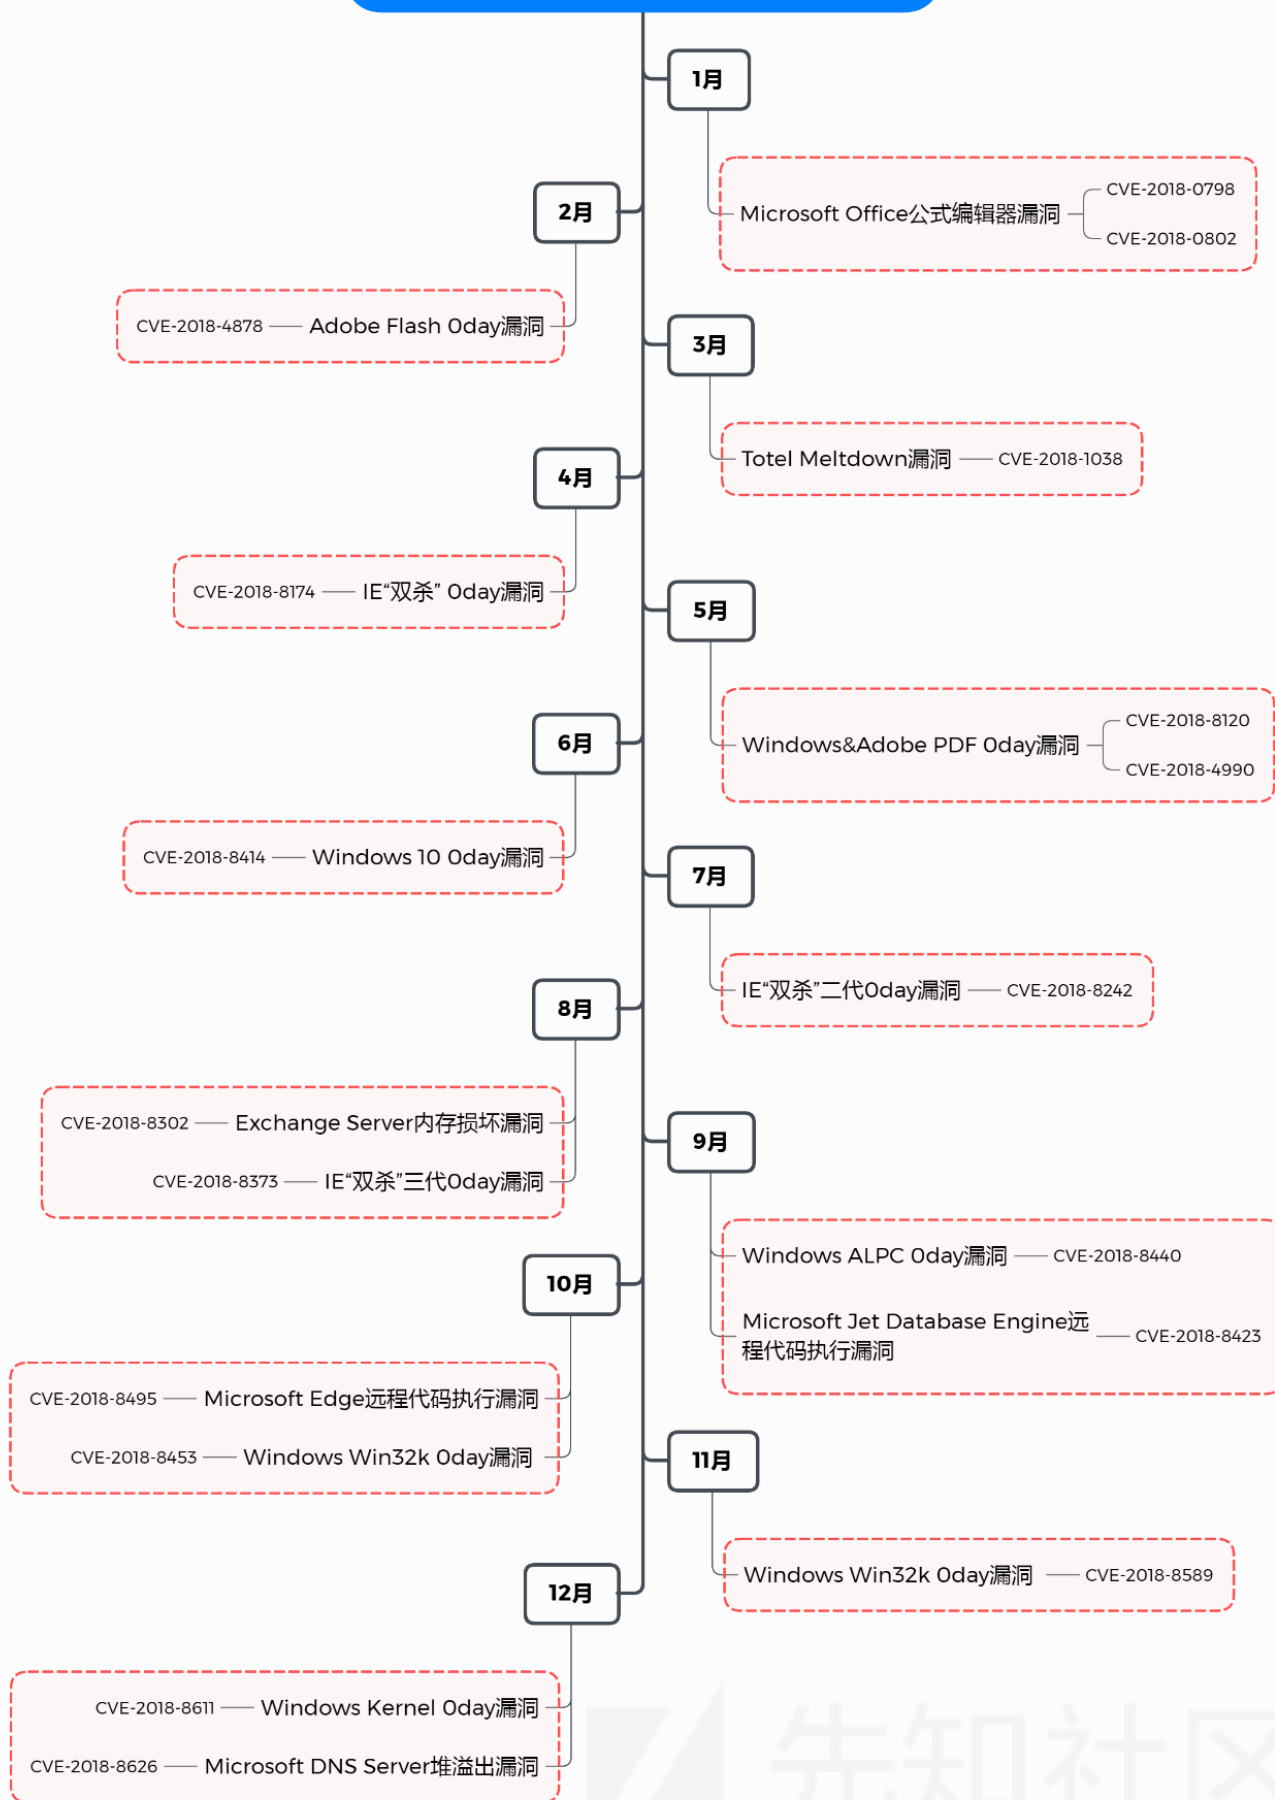 1月
Microsoft Office公式编辑器漏洞
CVE-2018-0798
CVE-2018-0802
2月
CVE-2018-4878
Adobe Flash 0day漏洞
3月
Totel Meltdown漏洞
CVE-2018-1038
4月
CVE-2018-8174
IE“双杀” 0day漏洞
5月
Windows&Adobe PDF 0day漏洞
CVE-2018-8120
CVE-2018-4990
6月
CVE-2018-8414
Windows 10 0day漏洞
7月
IE“双杀”二代0day漏洞
CVE-2018-8242
8月
CVE-2018-8302
Exchange Server内存损坏漏洞
CVE-2018-8373
IE“双杀”三代0day漏洞
9月
Windows ALPC 0day漏洞
CVE-2018-8440
Microsoft Jet Database Engine远
程代码执行漏洞
CVE-2018-8423
10月
CVE-2018-8495
Microsoft Edge远程代码执行漏洞
CVE-2018-8453
Windows Win32k 0day漏洞
11月
Windows Win32k 0day漏洞
CVE-2018-8589
12月
CVE-2018-8611
Windows Kernel 0day漏洞
CVE-2018-8626
Microsoft DNS Server堆溢出漏洞
先知社区